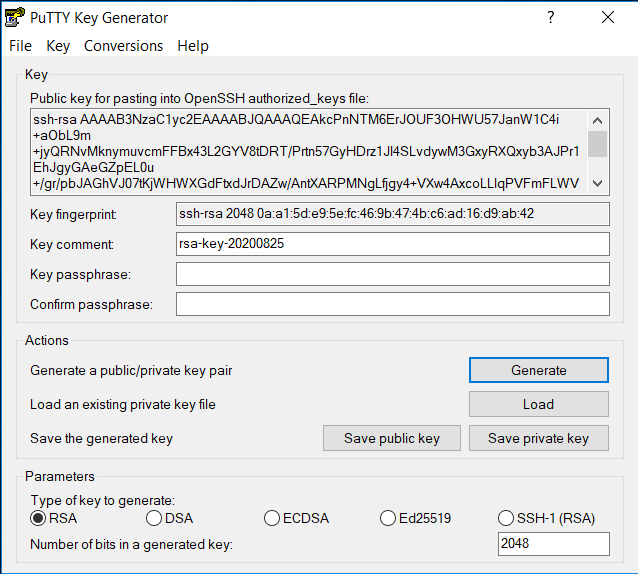 PuTTY Key Generator
?
File Key Conversions Help
Key
Public key for pasting into OpenSSH authorized_keys file:
ssh-rsa AAAAB3NzaC1yc2EAAAABJQAAAQEAkcPnNTM6ErJOUF3OHWU57JanW1C4i
+aObL9m
+jyQRNvMknymuvcmFFBx43L2GYV8tDRT/Prtn57GyHDrz1Jl4SLvdywM3GxyRXQxyb3AJPr1
EhJgyGAeGZpEL0u
+/gr/pbJAGhVJ07tKjWHWXGdFtxdJrDAZw/AntXARPMNgLfjgy4+VXw4AxcoLLIqPVFmFLWV
Key fingerprint: ssh-rsa 2048 0a:a1:5d:e9:5e:fc:46:9b:47:4b:c6:ad:16:d9:ab:42
Key comment: rsa-key-20200825
Key passphrase:
Confirm passphrase:
Actions
Generate a public/private key pair Generate
Load an existing private key file Load
Save the generated key Save public key Save private key
Parameters
Type of key to generate:
RSA DSA ECDSA Ed25519 SSH-1 (RSA)
Number of bits in a generated key: 2048